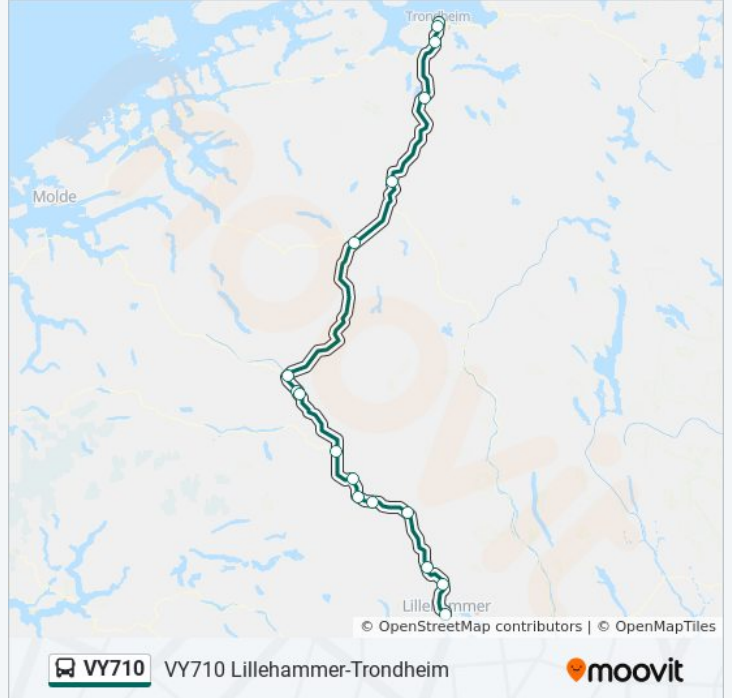 Trondheim
Molde
Lillehammer
© OpenStreetMap contributors | © OpenMapTiles
VY710 VY710 Lillehammer-Trondheim
moovit